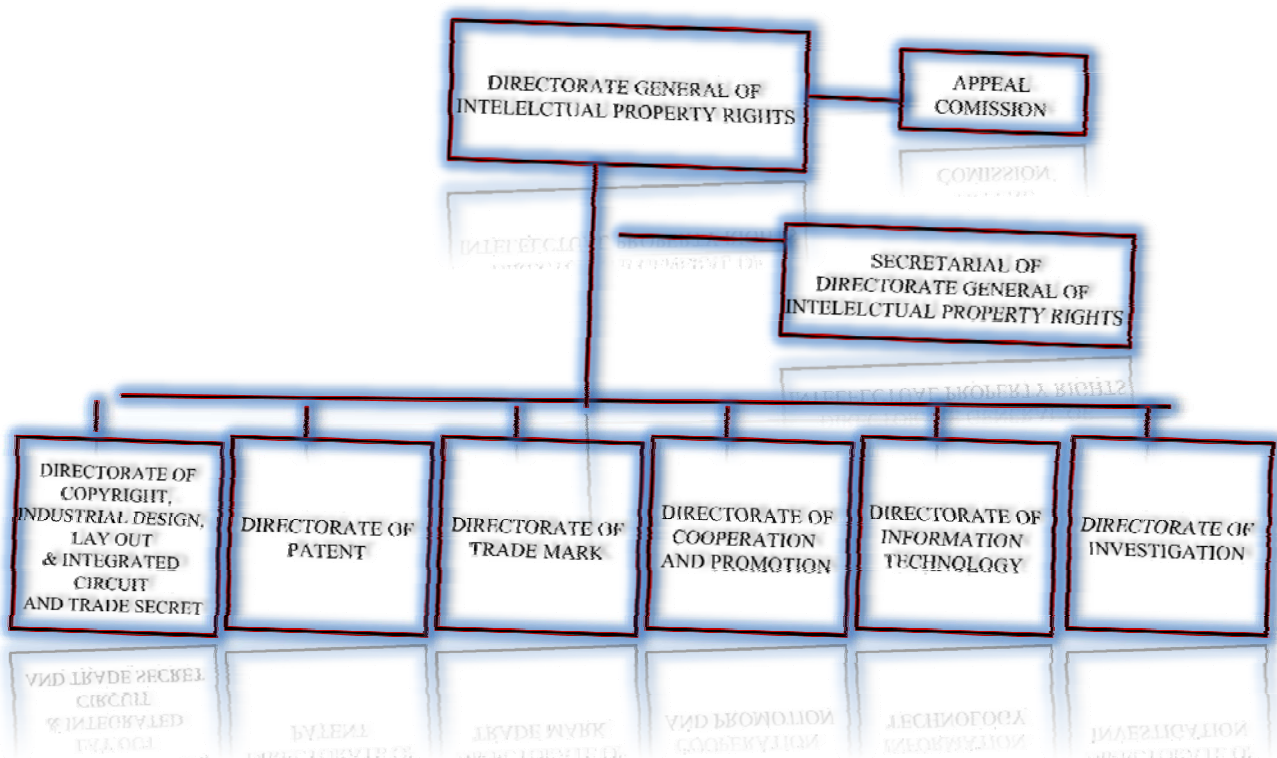 DIRECTORATE GENERAL OF
INTELELCTUAL PROPERTY RIGHTS
APPEAL
COMISSION
SECRETARIAL OF
DIRECTORATE GENERAL OF
INTELELCTUAL PROPERTY RIGHTS
DIRECTORATE OF
COPYRIGHT,
INDUSTRIAL DESIGN,
LAY OUT
& INTEGRATED
CIRCUIT
AND TRADE SECRET
DIRECTORATE OF
PATENT
DIRECTORATE OF
TRADE MARK
DIRECTORATE OF
COOPERATION
AND PROMOTION
DIRECTORATE OF
INFORMATION
TECHNOLOGY
DIRECTORATE OF
INVESTIGATION